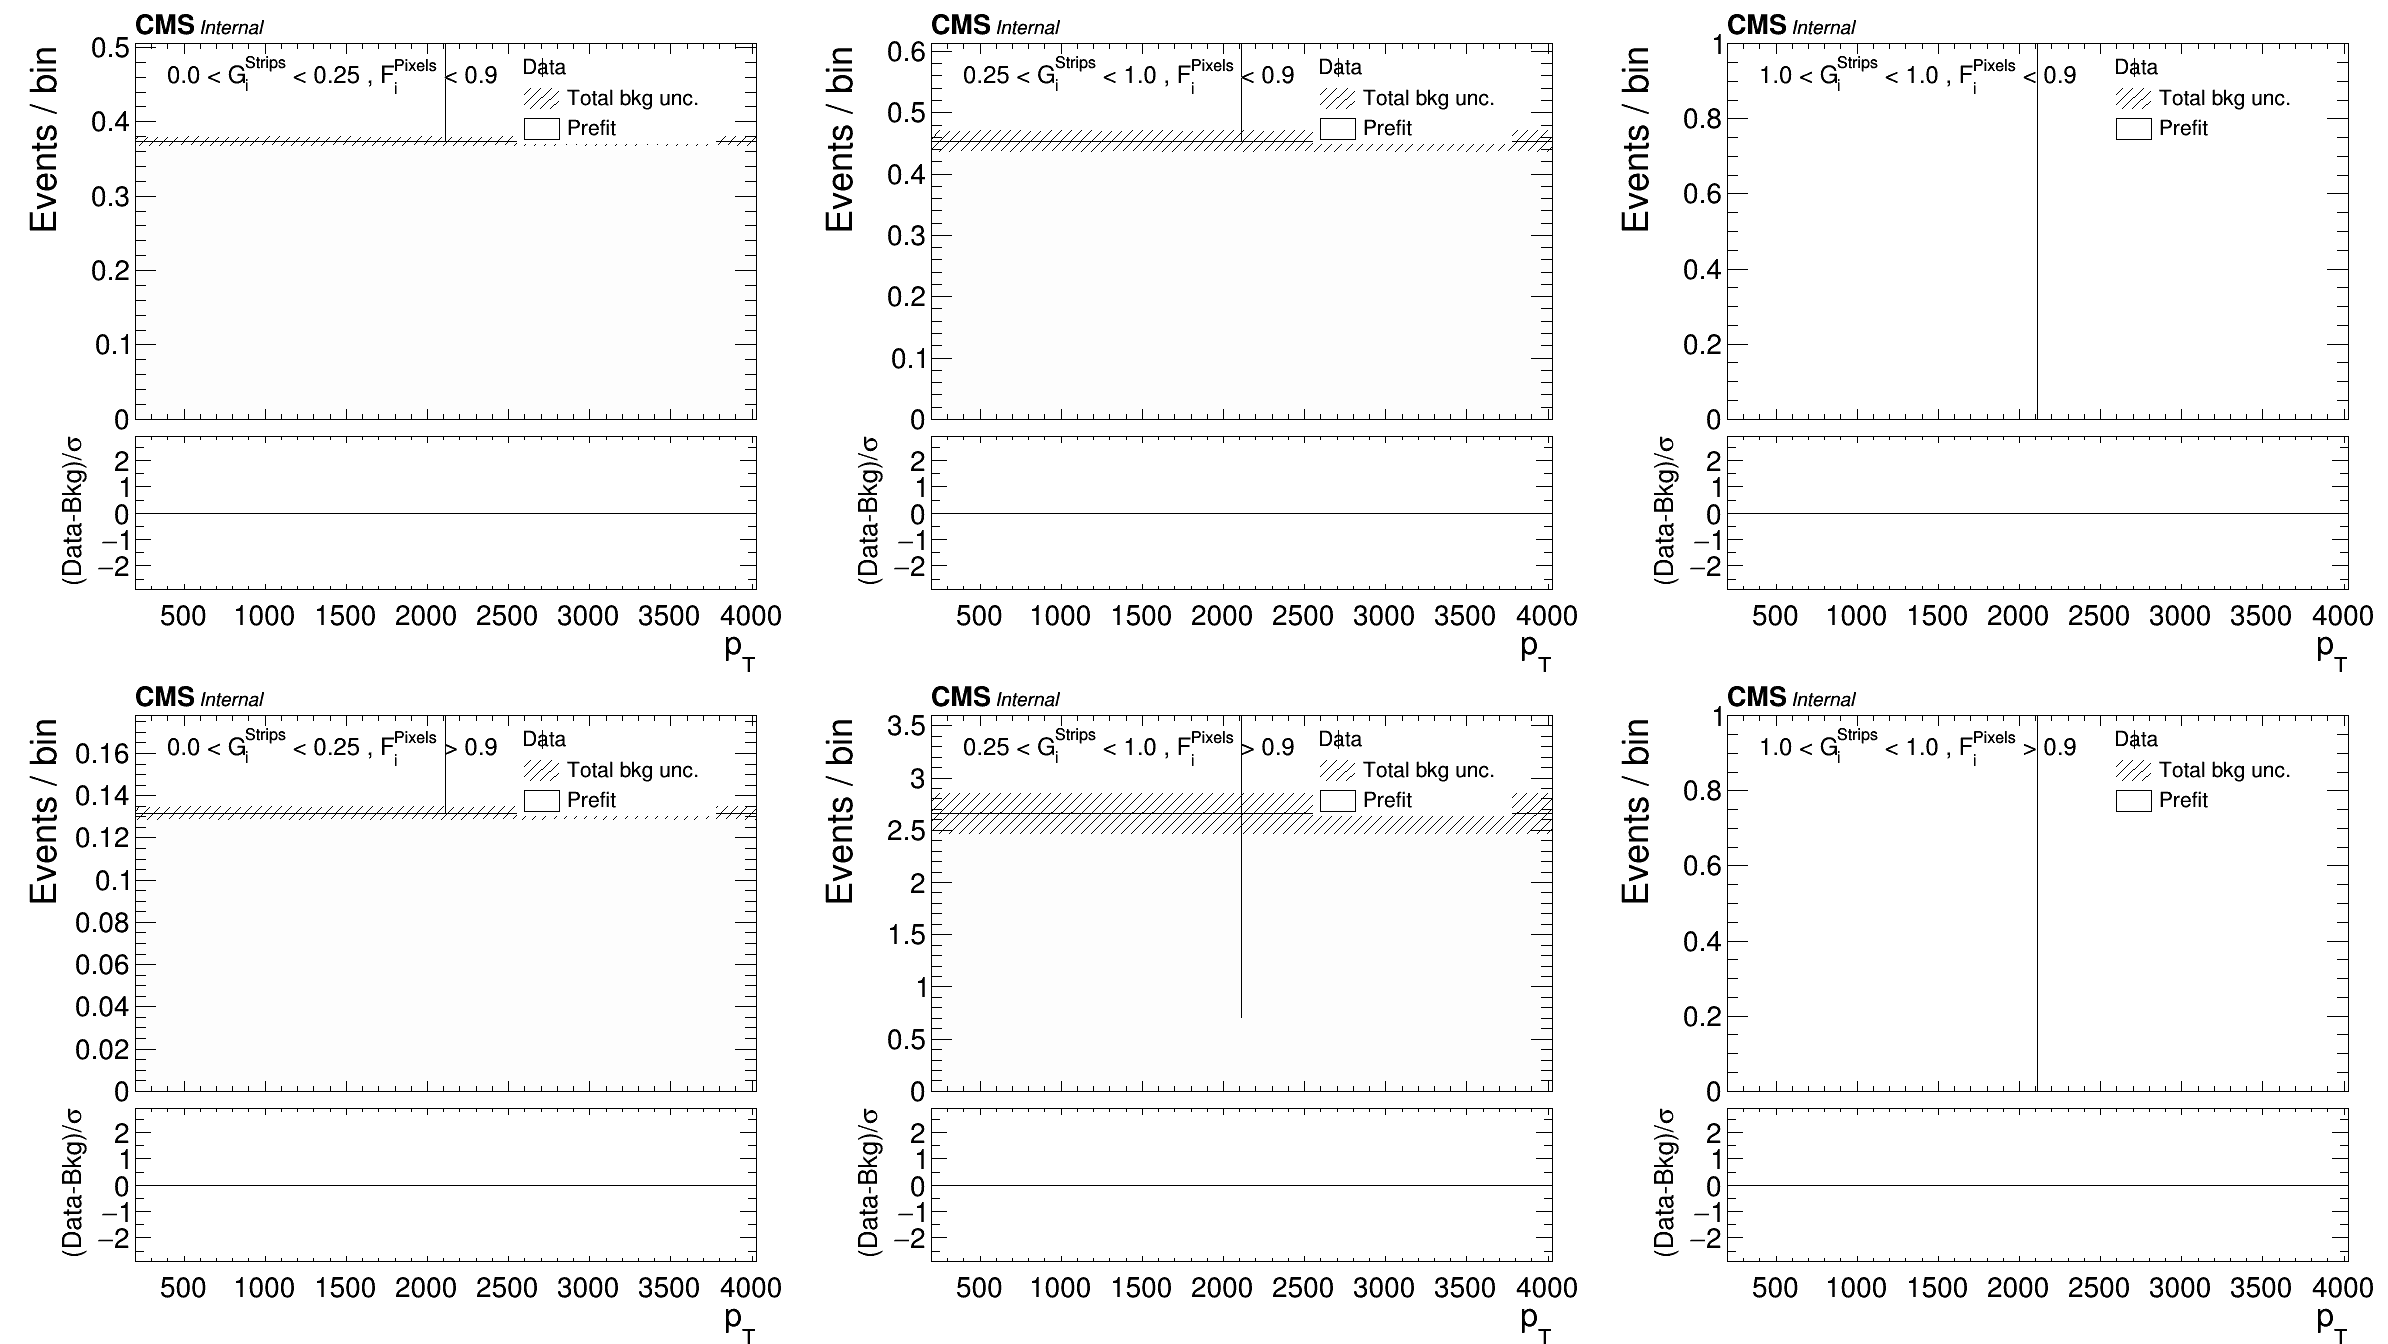 CMS Internal
Events / bin
0.5
0.4
0.3
0.2
0.1
0
0.0 < G_i^Strips < 0.25 , F_i^Pixels < 0.9
Data
Total bkg unc.
Prefit
(Data-Bkg)/σ
2
1
0
−1
−2
500 1000 1500 2000 2500 3000 3500 4000
p_T
CMS Internal
Events / bin
0.6
0.5
0.4
0.3
0.2
0.1
0
0.25 < G_i^Strips < 1.0 , F_i^Pixels < 0.9
Data
Total bkg unc.
Prefit
(Data-Bkg)/σ
2
1
0
−1
−2
500 1000 1500 2000 2500 3000 3500 4000
p_T
CMS Internal
Events / bin
1
0.8
0.6
0.4
0.2
0
1.0 < G_i^Strips < 1.0 , F_i^Pixels < 0.9
Data
Total bkg unc.
Prefit
(Data-Bkg)/σ
2
1
0
−1
−2
500 1000 1500 2000 2500 3000 3500 4000
p_T
CMS Internal
Events / bin
0.16
0.14
0.12
0.1
0.08
0.06
0.04
0.02
0
0.0 < G_i^Strips < 0.25 , F_i^Pixels > 0.9
Data
Total bkg unc.
Prefit
(Data-Bkg)/σ
2
1
0
−1
−2
500 1000 1500 2000 2500 3000 3500 4000
p_T
CMS Internal
Events / bin
3.5
3
2.5
2
1.5
1
0.5
0
0.25 < G_i^Strips < 1.0 , F_i^Pixels > 0.9
Data
Total bkg unc.
Prefit
(Data-Bkg)/σ
2
1
0
−1
−2
500 1000 1500 2000 2500 3000 3500 4000
p_T
CMS Internal
Events / bin
1
0.8
0.6
0.4
0.2
0
1.0 < G_i^Strips < 1.0 , F_i^Pixels > 0.9
Data
Total bkg unc.
Prefit
(Data-Bkg)/σ
2
1
0
−1
−2
500 1000 1500 2000 2500 3000 3500 4000
p_T